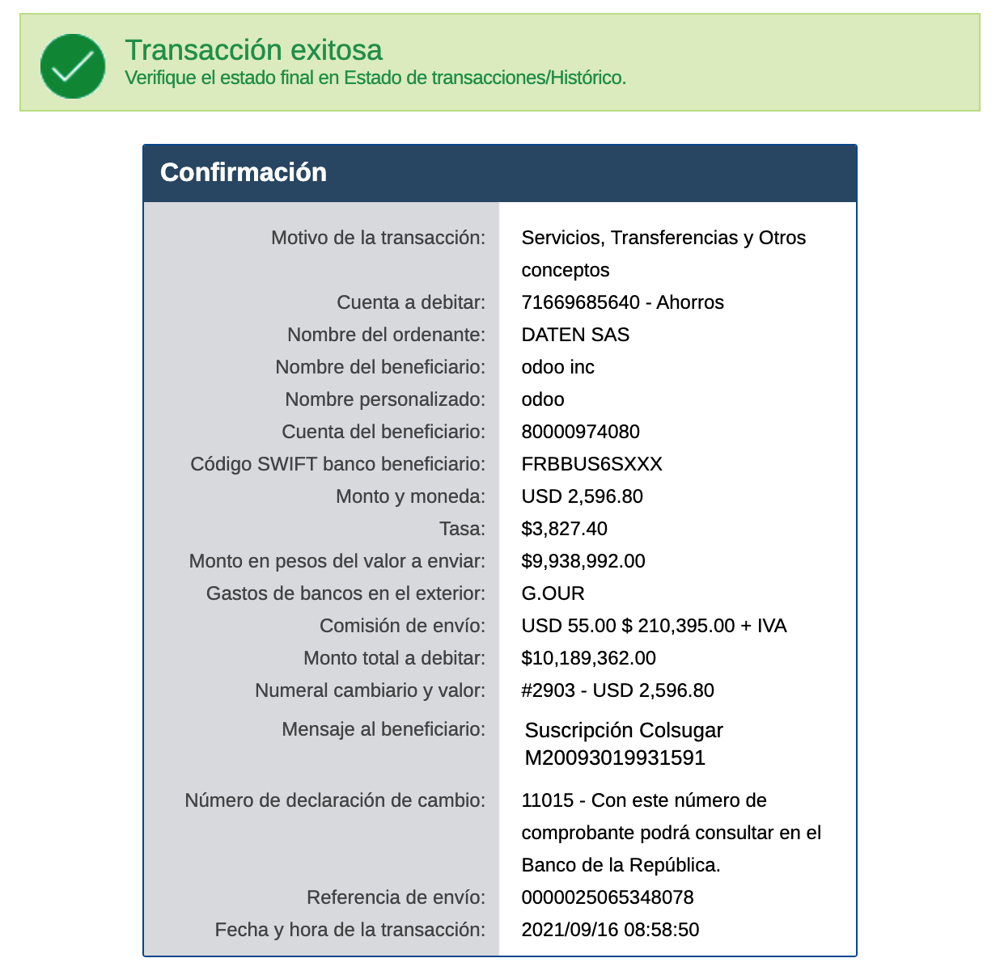 Transacción exitosa
Verifique el estado final en Estado de transacciones/Histórico.
Confirmación
Motivo de la transacción: Servicios, Transferencias y Otros
conceptos
Cuenta a debitar: 71669685640 - Ahorros
Nombre del ordenante: DATEN SAS
Nombre del beneficiario: odoo inc
Nombre personalizado: odoo
Cuenta del beneficiario: 80000974080
Código SWIFT banco beneficiario: FRBBUS6SXXX
Monto y moneda: USD 2,596.80
Tasa: $3,827.40
Monto en pesos del valor a enviar: $9,938,992.00
Gastos de bancos en el exterior: G.OUR
Comisión de envío: USD 55.00 $ 210,395.00 + IVA
Monto total a debitar: $10,189,362.00
Numeral cambiario y valor: #2903 - USD 2,596.80
Mensaje al beneficiario: Suscripción Colsugar
M20093019931591
Número de declaración de cambio: 11015 - Con este número de
comprobante podrá consultar en el
Banco de la República.
Referencia de envío: 0000025065348078
Fecha y hora de la transacción: 2021/09/16 08:58:50